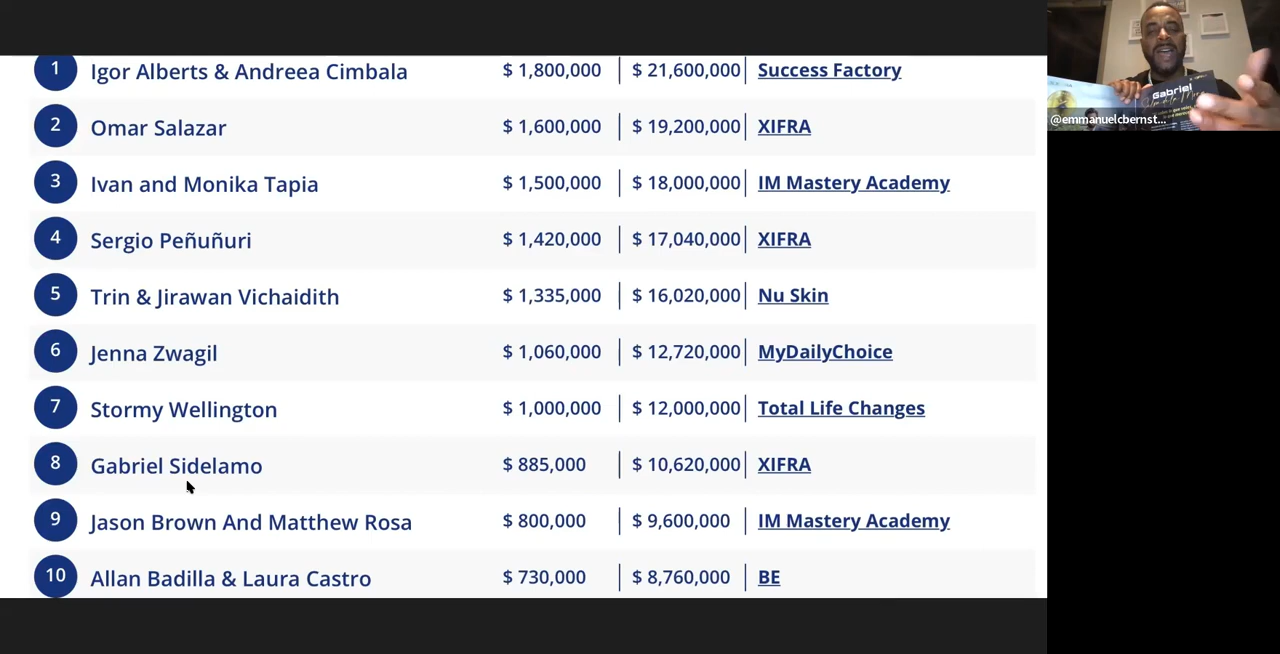 1 Igor Alberts & Andreea Cimbala $ 1,800,000 $ 21,600,000 Success Factory
2 Omar Salazar $ 1,600,000 $ 19,200,000 XIFRA
3 Ivan and Monika Tapia $ 1,500,000 $ 18,000,000 IM Mastery Academy
4 Sergio Peñuñuri $ 1,420,000 $ 17,040,000 XIFRA
5 Trin & Jirawan Vichaidith $ 1,335,000 $ 16,020,000 Nu Skin
6 Jenna Zwagil $ 1,060,000 $ 12,720,000 MyDailyChoice
7 Stormy Wellington $ 1,000,000 $ 12,000,000 Total Life Changes
8 Gabriel Sidelamo $ 885,000 $ 10,620,000 XIFRA
9 Jason Brown And Matthew Rosa $ 800,000 $ 9,600,000 IM Mastery Academy
10 Allan Badilla & Laura Castro $ 730,000 $ 8,760,000 BE
Gabriel
@emmanuelcbernst...